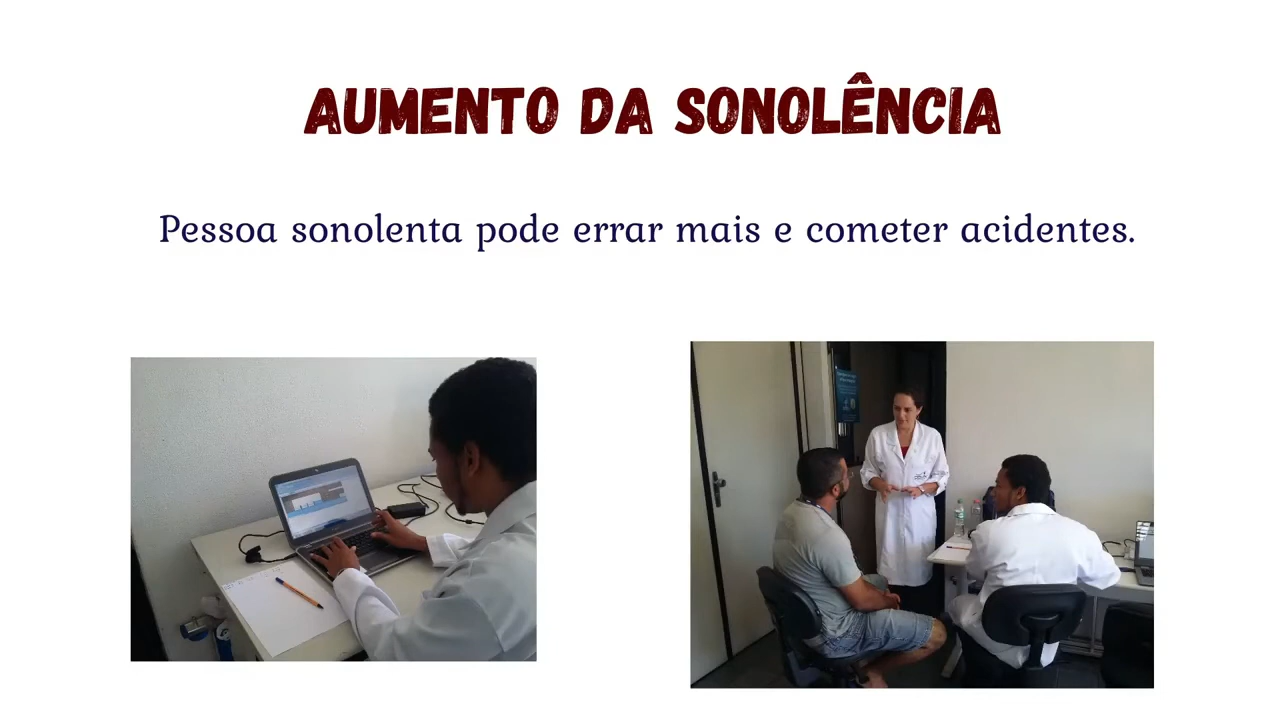 AUMENTO DA SONOLÊNCIA
Pessoa sonolenta pode errar mais e cometer acidentes.